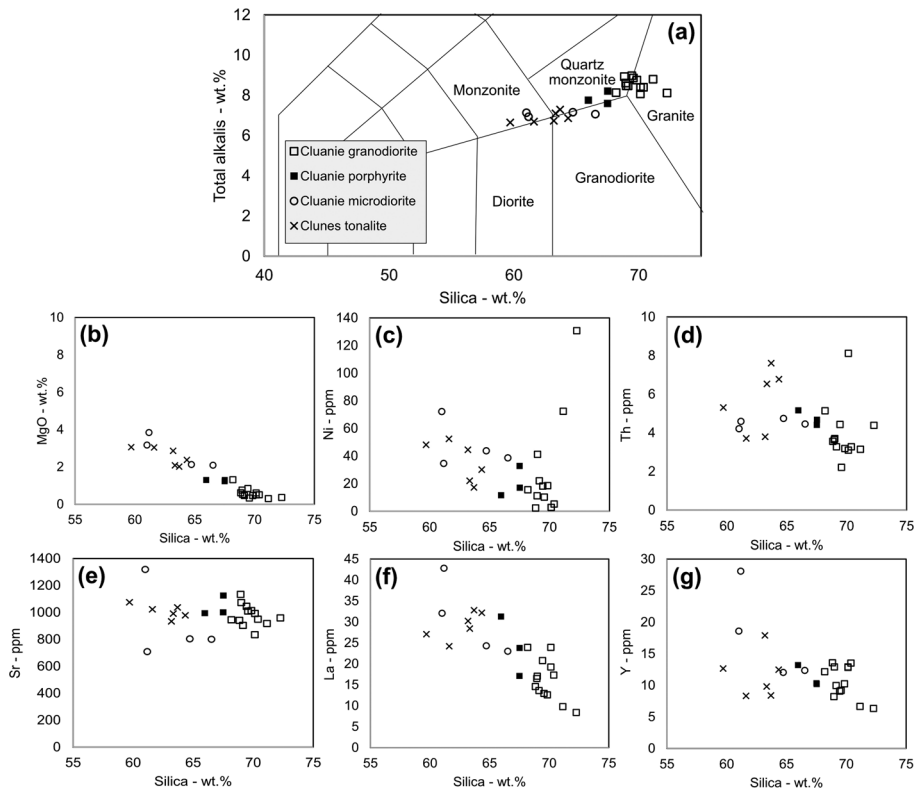 (a)
12
10
8
6
4
2
0
Total alkalis - wt.%
Monzonite
Quartz
monzonite
Granite
Granodiorite
Diorite
Cluanie granodiorite
Cluanie porphyrite
Cluanie microdiorite
Clunes tonalite
40 50 60 70
Silica - wt.%
(b)
10
8
6
4
2
0
MgO - wt.%
55 60 65 70 75
Silica - wt.%
(c)
140
120
100
80
60
40
20
0
Ni - ppm
55 60 65 70 75
Silica - wt.%
(d)
10
8
6
4
2
0
Th - ppm
55 60 65 70 75
Silica - wt.%
(e)
1400
1200
1000
800
600
400
200
0
Sr - ppm
55 60 65 70 75
Silica - wt.%
(f)
45
40
35
30
25
20
15
10
5
0
La - ppm
55 60 65 70 75
Silica - wt.%
(g)
30
25
20
15
10
5
0
Y - ppm
55 60 65 70 75
Silica - wt.%